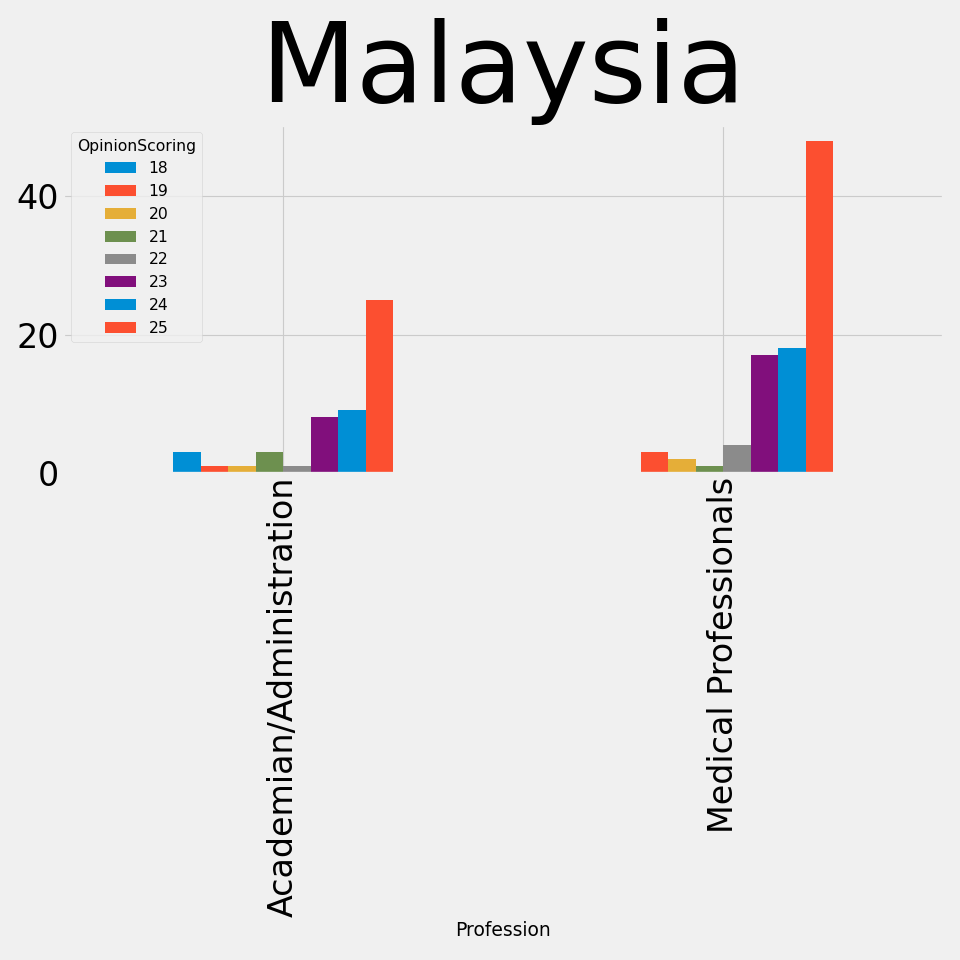 Malaysia
OpinionScoring
18
19
20
21
22
23
24
25
40
20
0
Academian/Administration
Medical Professionals
Profession